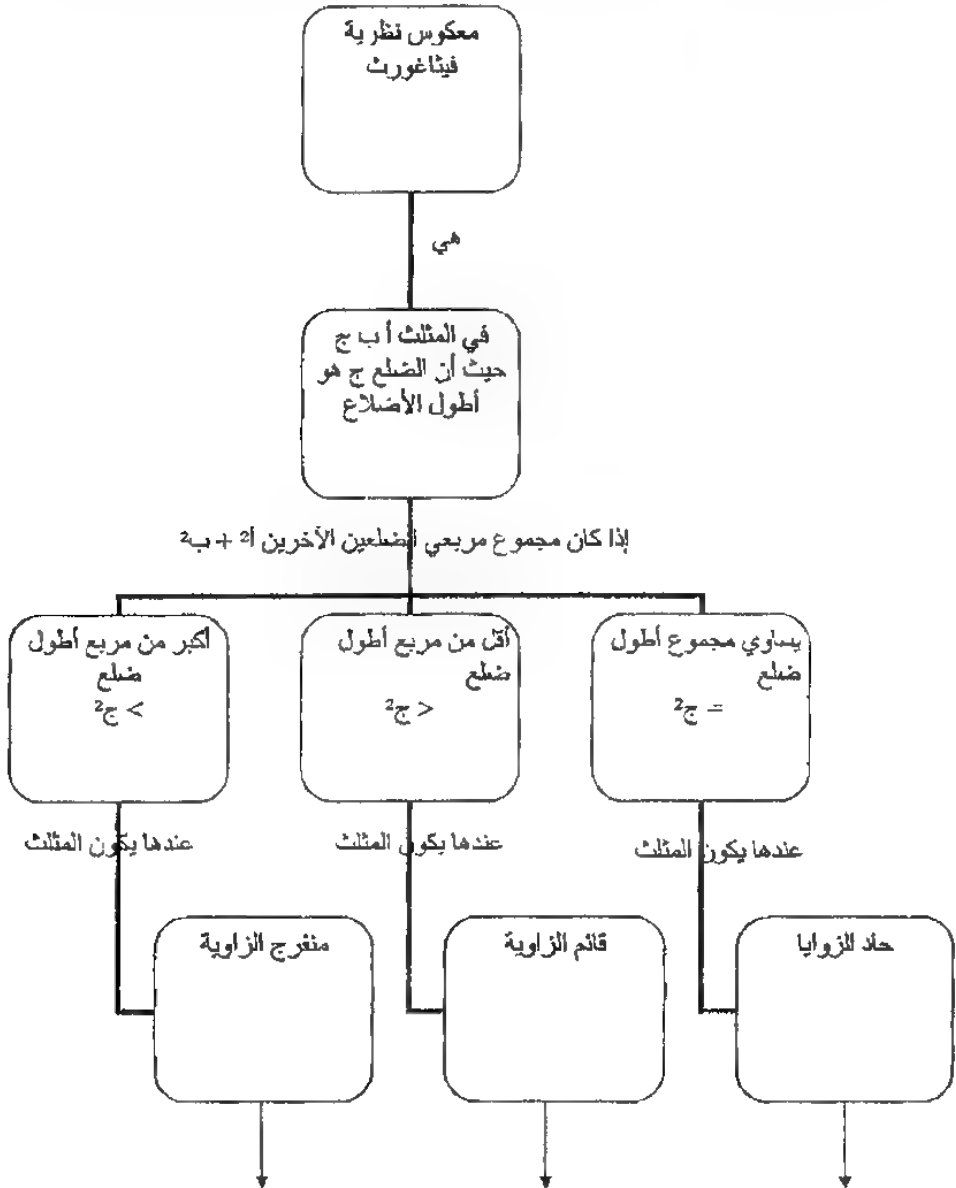 معكوس نظرية
فيثاغورث
هي
في المثلث أ ب ج
حيث أن الضلع ج هو
أطول الأضلاع
إذا كان مجموع مربعي الضلعين الآخرين أ² + ب²
يساوي مجموع أطول
ضلع
= ج²
أقل من مربع أطول
ضلع
< ج²
أكبر من مربع أطول
ضلع
> ج²
عندها يكون المثلث
عندها يكون المثلث
عندها يكون المثلث
حاد الزوايا
قائم الزاوية
منفرج الزاوية